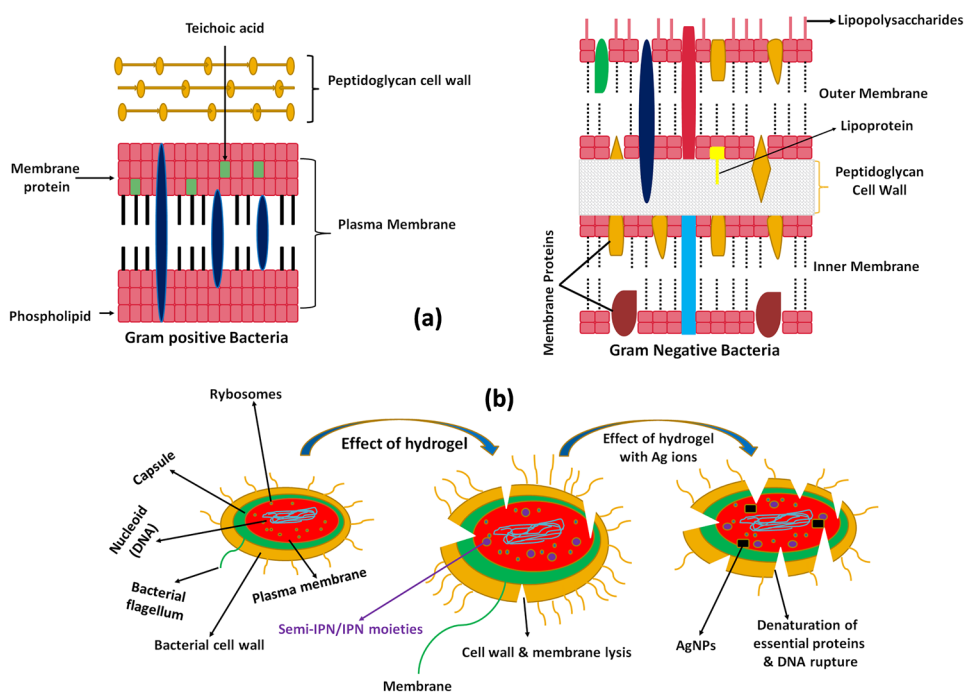 Teichoic acid
Peptidoglycan cell wall
Membrane
protein
Plasma Membrane
Phospholipid
Gram positive Bacteria
(a)
Lipopolysaccharides
Outer Membrane
Lipoprotein
Peptidoglycan
Cell Wall
Inner Membrane
Membrane Proteins
Gram Negative Bacteria
(b)
Rybosomes
Capsule
Nucleoid
(DNA)
Bacterial
flagellum
Bacterial cell wall
Plasma membrane
Effect of hydrogel
Semi-IPN/IPN moieties
Membrane
Cell wall & membrane lysis
Effect of hydrogel
with Ag ions
AgNPs
Denaturation of
essential proteins
& DNA rupture